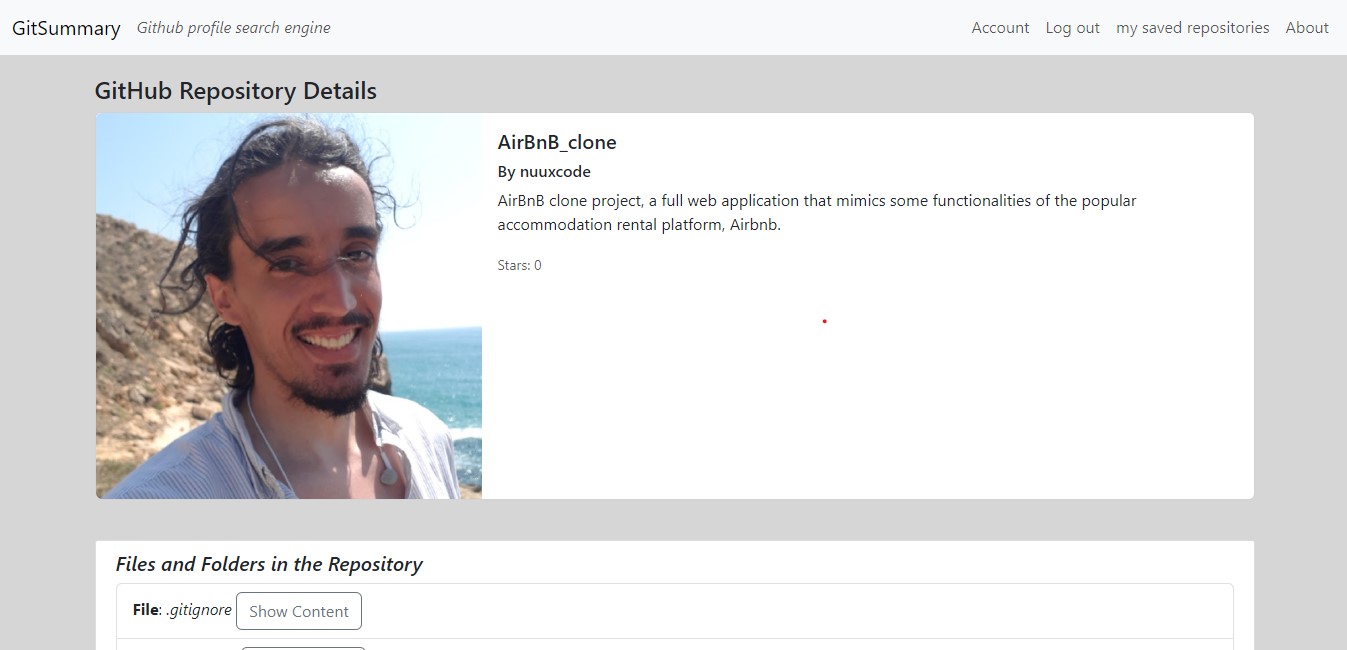 GitSummary Github profile search engine Account Log out my saved repositories About
GitHub Repository Details
AirBnB_clone
By nuuxcode
AirBnB clone project, a full web application that mimics some functionalities of the popular
accommodation rental platform, Airbnb.
Stars: 0
Files and Folders in the Repository
File: .gitignore Show Content